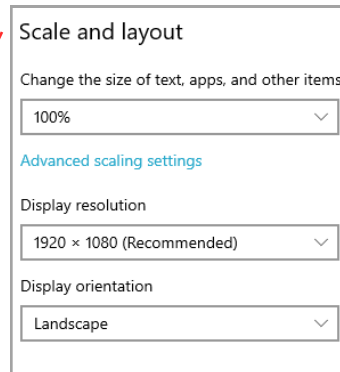 Scale and layout
Change the size of text, apps, and other items
100%
Advanced scaling settings
Display resolution
1920 × 1080 (Recommended)
Display orientation
Landscape